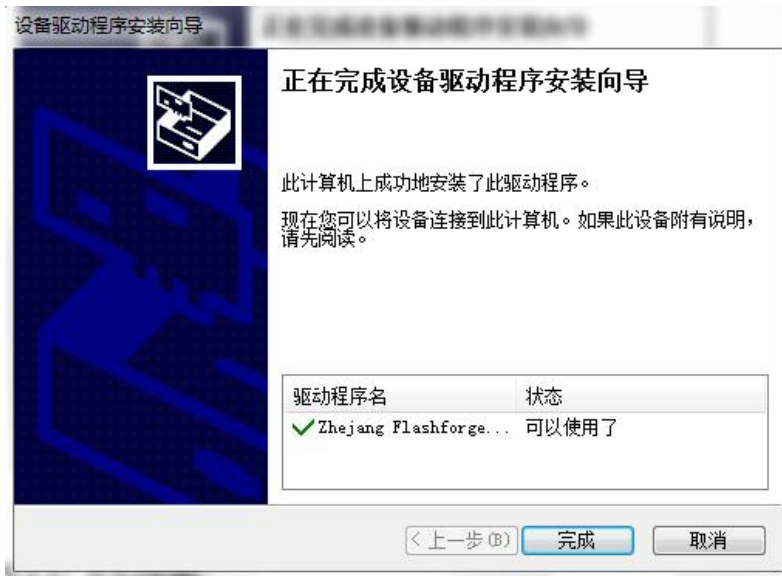 设备驱动程序安装向导
正在完成设备驱动程序安装向导
此计算机上成功地安装了此驱动程序。
现在您可以将设备连接到此计算机。如果此设备附有说明，
请先阅读。
驱动程序名 状态
Zhejang Flashforge... 可以使用了
<上一步(B) 完成 取消